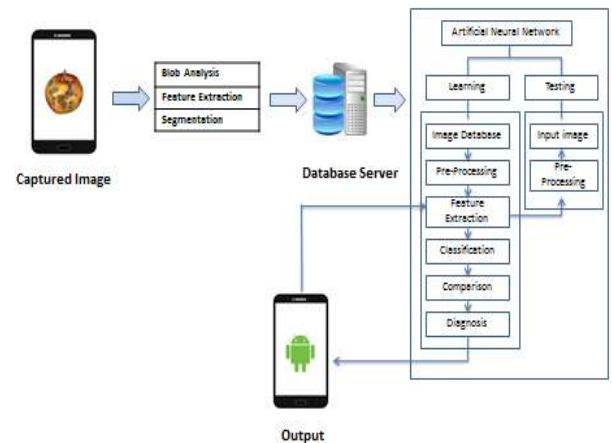 Artificial Neural Network
Blob Analysis
Feature Extraction
Segmentation
Learning
Testing
Image Database
Input image
Pre-Processing
Pre-
Processing
Feature
Extraction
Classification
Comparison
Diagnosis
Captured Image
Database Server
Output